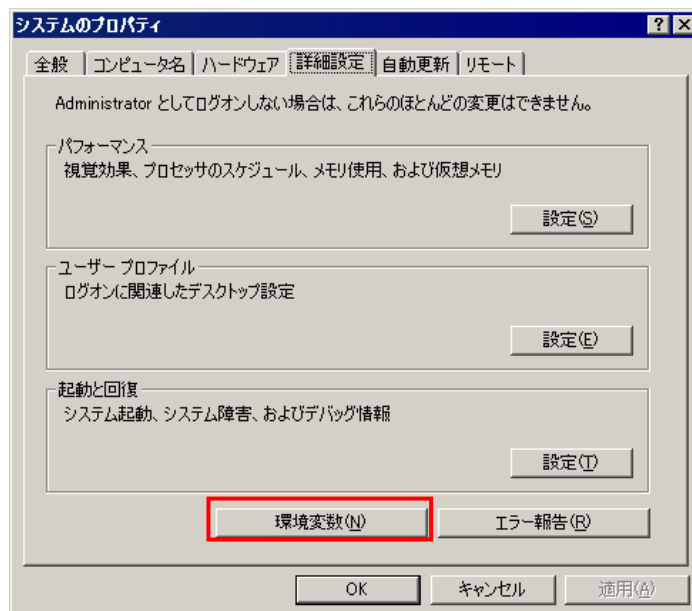 システムのプロパティ
全般 コンピュータ名 ハードウェア 詳細設定 自動更新 リモート
Administrator としてログオンしない場合は、これらのほとんどの変更はできません。
パフォーマンス
視覚効果、プロセッサのスケジュール、メモリ使用、および仮想メモリ
設定(S)
ユーザー プロファイル
ログオンに関連したデスクトップ設定
設定(E)
起動と回復
システム起動、システム障害、およびデバッグ情報
設定(T)
環境変数(N) エラー報告(R)
OK キャンセル 適用(A)